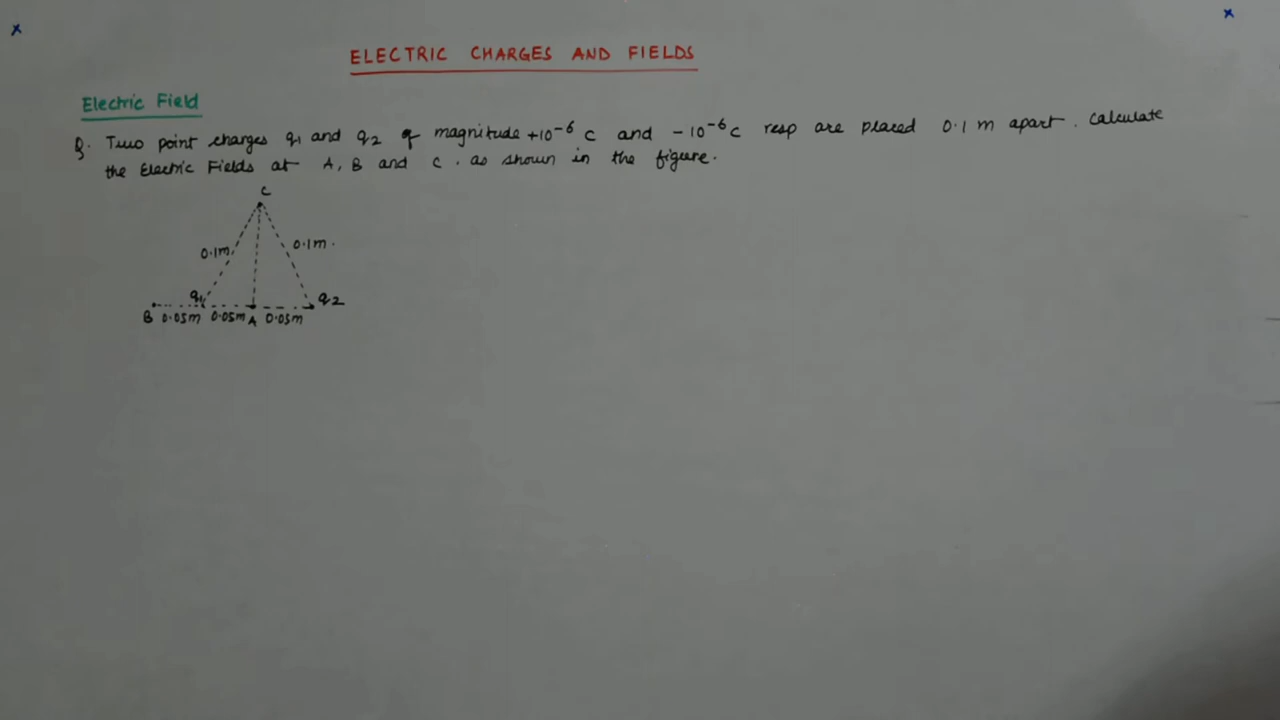 ELECTRIC CHARGES AND FIELDS
Electric Field
Q. Two point charges q1 and q2 of magnitude +10⁻⁶ C and -10⁻⁶ C resp are placed 0.1 m apart. Calculate
the Electric Fields at A, B and C, as shown in the figure.
C
0.1m 0.1m.
q1 q2
B 0.05m 0.05m A 0.05m